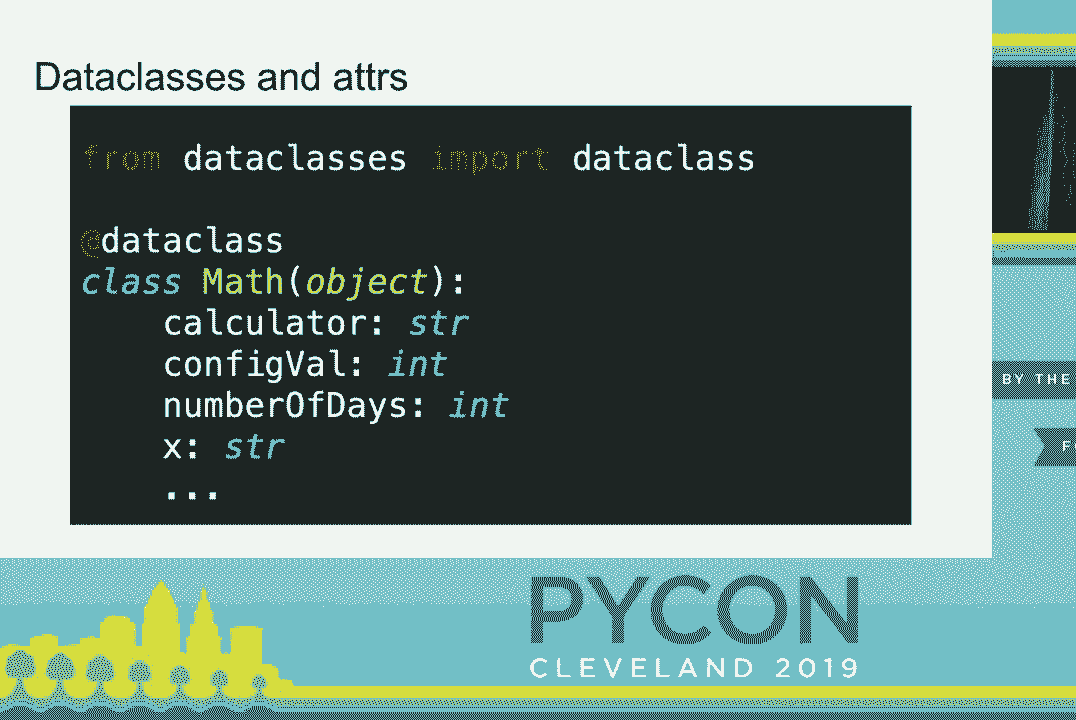 Dataclasses and attrs
from dataclasses import dataclass
@dataclass
class Math(object):
calculator: str
configVal: int
numberOfDays: int
x: str
...
BY THE
PYCON
CLEVELAND 2019